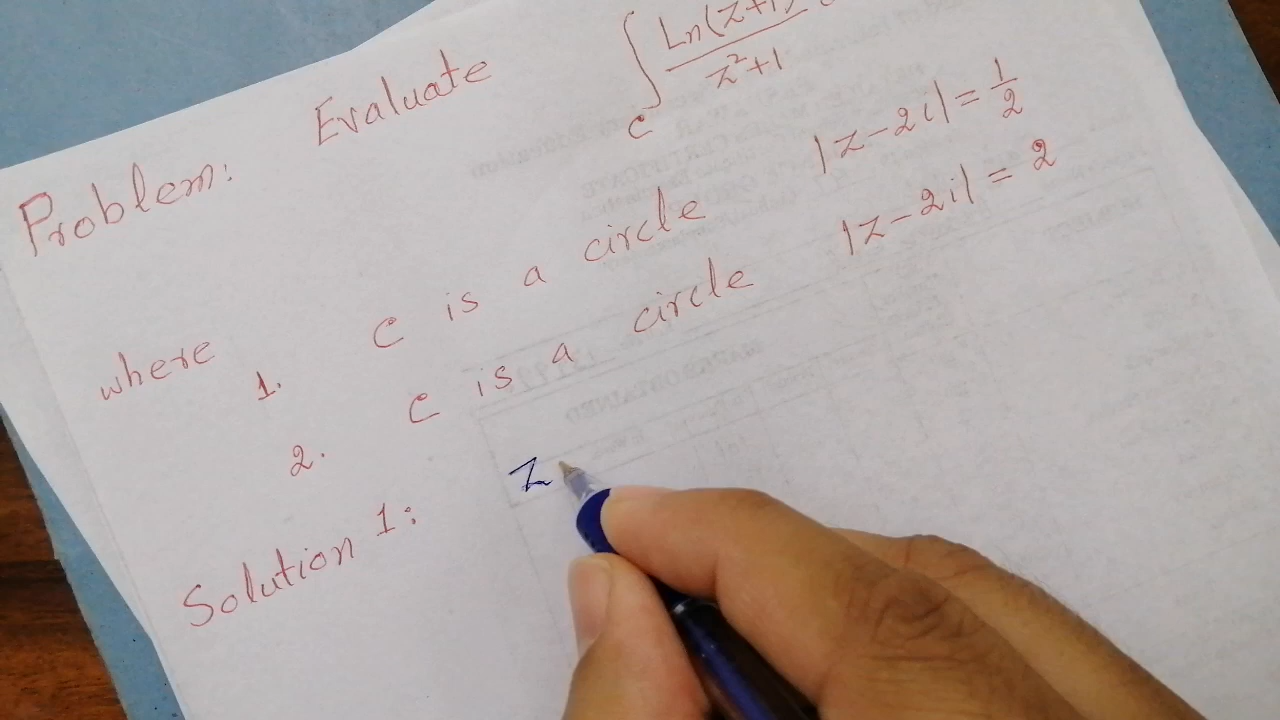 Problem: Evaluate ∫_C Ln(z+1) / z²+1
where 1. C is a circle |z-2i| = 1/2
2. C is a circle |z-2i| = 2
Solution 1: z